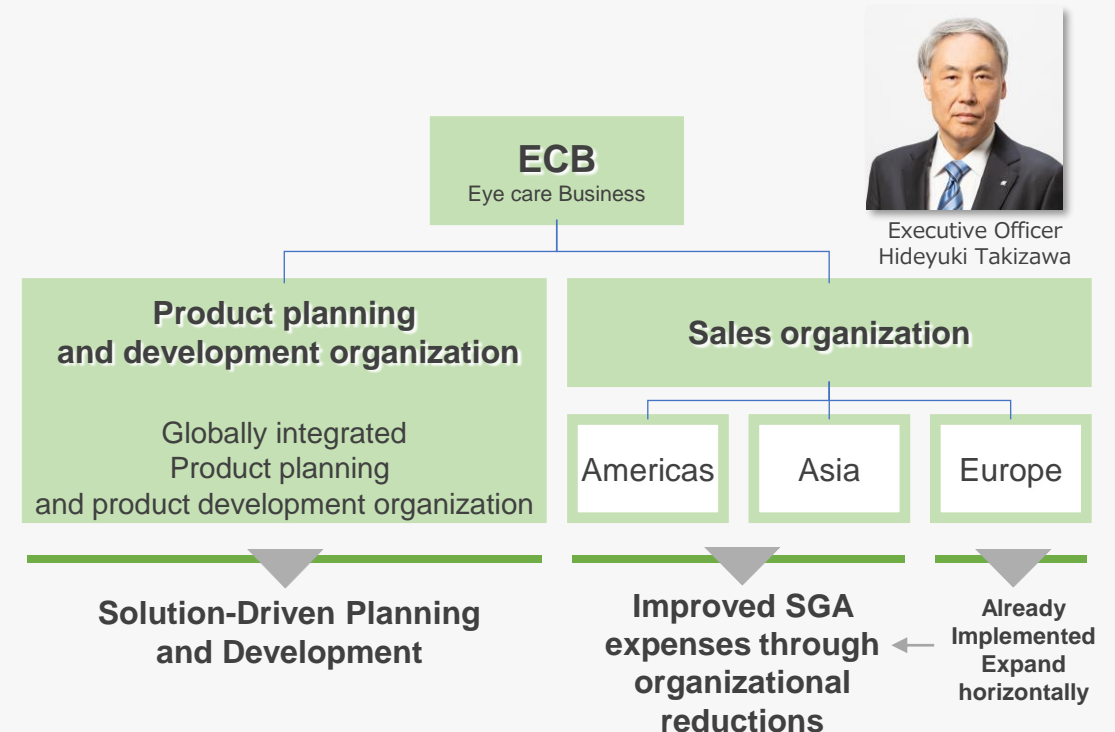 ECB
Eye care Business
Executive Officer
Hideyuki Takizawa
Product planning
and development organization
Globally integrated
Product planning
and product development organization
Sales organization
Americas
Asia
Europe
Solution-Driven Planning
and Development
Improved SGA
expenses through
organizational
reductions
Already
Implemented
Expand
horizontally